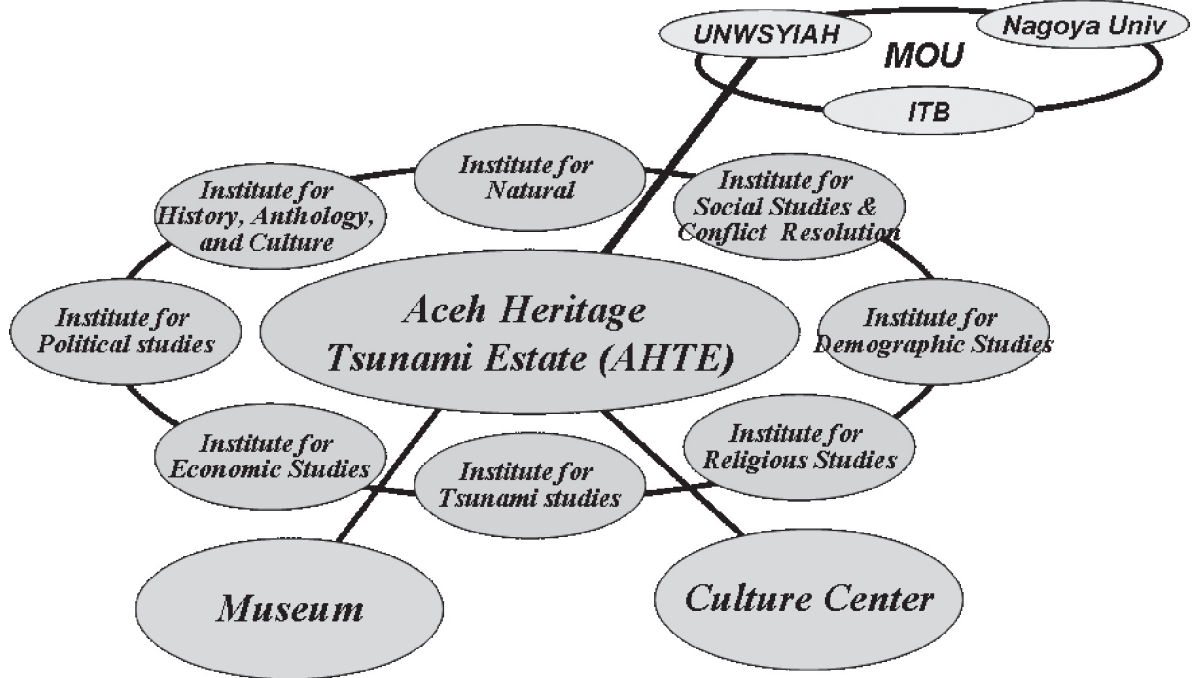 UNWSYIAH
Nagoya Univ
MOU
ITB
Institute for
Natural
Institute for
History, Anthology,
and Culture
Institute for
Social Studies &
Conflict Resolution
Aceh Heritage
Tsunami Estate (AHTE)
Institute for
Political studies
Institute for
Demographic Studies
Institute for
Economic Studies
Institute for
Tsunami studies
Institute for
Religious Studies
Museum
Culture Center